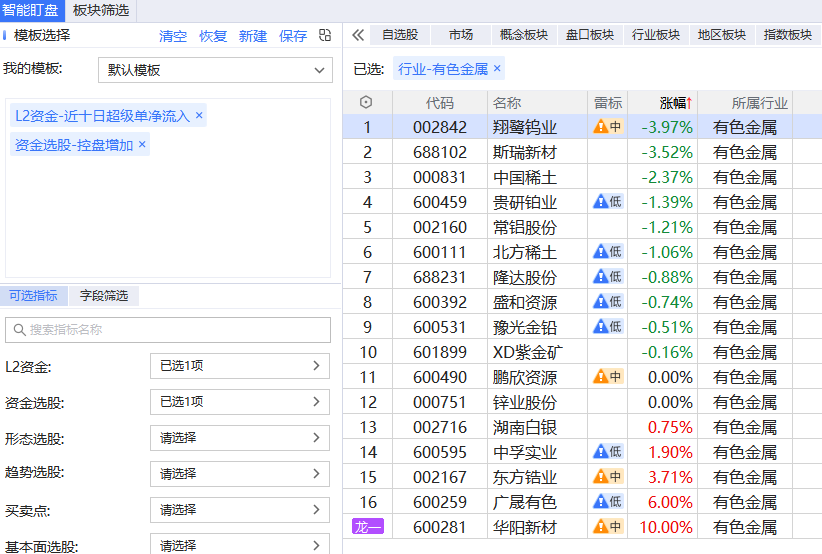 智能盯盘 板块筛选
模板选择 清空 恢复 新建 保存
我的模板: 默认模板
L2资金-近十日超级单净流入 ×
资金选股-控盘增加 ×
可选指标 字段筛选
搜索指标名称
L2资金: 已选1项
资金选股: 已选1项
形态选股: 请选择
趋势选股: 请选择
买卖点: 请选择
基本面选股: 请选择
自选股 市场 概念板块 盘口板块 行业板块 地区板块 指数板块
已选: 行业-有色金属 ×
代码 名称 雷标 涨幅↑ 所属行业
1 002842 翔鹭钨业 中 -3.97% 有色金属
2 688102 斯瑞新材 -3.52% 有色金属
3 000831 中国稀土 -2.37% 有色金属
4 600459 贵研铂业 低 -1.39% 有色金属
5 002160 常铝股份 -1.21% 有色金属
6 600111 北方稀土 低 -1.06% 有色金属
7 688231 隆达股份 低 -0.88% 有色金属
8 600392 盛和资源 低 -0.74% 有色金属
9 600531 豫光金铅 低 -0.51% 有色金属
10 601899 XD紫金矿 -0.16% 有色金属
11 600490 鹏欣资源 中 0.00% 有色金属
12 000751 锌业股份 0.00% 有色金属
13 002716 湖南白银 0.75% 有色金属
14 600595 中孚实业 低 1.90% 有色金属
15 002167 东方锆业 中 3.71% 有色金属
16 600259 广晟有色 低 6.00% 有色金属
龙一 600281 华阳新材 中 10.00% 有色金属